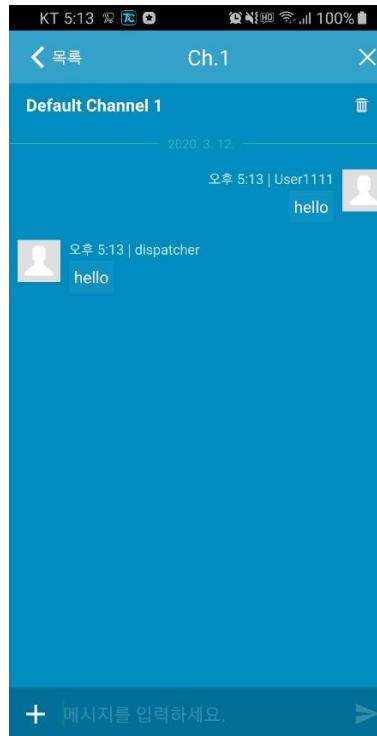 KT 5:13 100%
목록 Ch.1
Default Channel 1
2020. 3. 12.
오후 5:13 | User1111
hello
오후 5:13 | dispatcher
hello
메시지를 입력하세요.